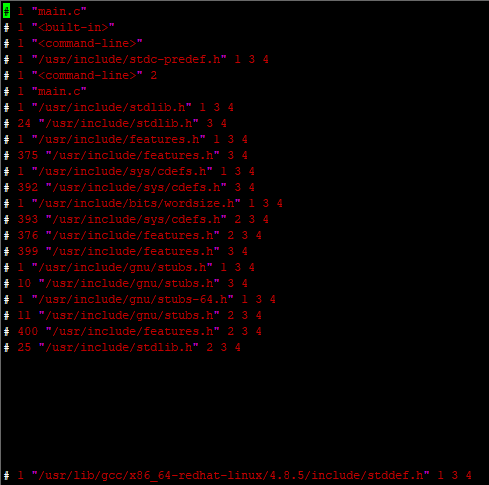 # 1 "main.c"
# 1 "<built-in>"
# 1 "<command-line>"
# 1 "/usr/include/stdc-predef.h" 1 3 4
# 1 "<command-line>" 2
# 1 "main.c"
# 1 "/usr/include/stdlib.h" 1 3 4
# 24 "/usr/include/stdlib.h" 3 4
# 1 "/usr/include/features.h" 1 3 4
# 375 "/usr/include/features.h" 3 4
# 1 "/usr/include/sys/cdefs.h" 1 3 4
# 392 "/usr/include/sys/cdefs.h" 3 4
# 1 "/usr/include/bits/wordsize.h" 1 3 4
# 393 "/usr/include/sys/cdefs.h" 2 3 4
# 376 "/usr/include/features.h" 2 3 4
# 399 "/usr/include/features.h" 3 4
# 1 "/usr/include/gnu/stubs.h" 1 3 4
# 10 "/usr/include/gnu/stubs.h" 3 4
# 1 "/usr/include/gnu/stubs-64.h" 1 3 4
# 11 "/usr/include/gnu/stubs.h" 2 3 4
# 400 "/usr/include/features.h" 2 3 4
# 25 "/usr/include/stdlib.h" 2 3 4
# 1 "/usr/lib/gcc/x86_64-redhat-linux/4.8.5/include/stddef.h" 1 3 4